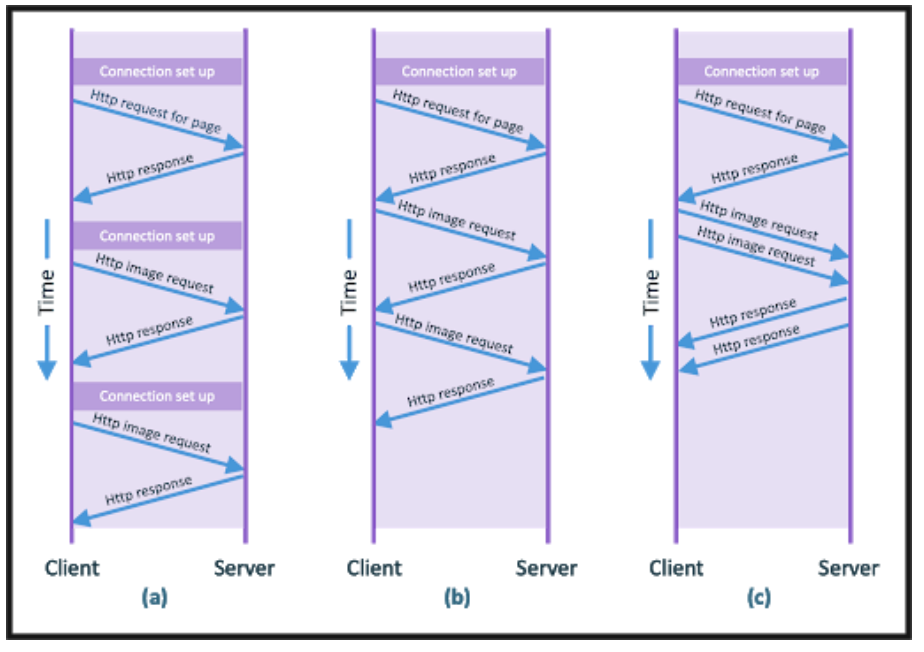 Connection set up
Http request for page
Http response
Connection set up
Http image request
Http response
Connection set up
Http image request
Http response
Time
Client
Server
(a)
Connection set up
Http request for page
Http response
Http image request
Http response
Http image request
Http response
Time
Client
Server
(b)
Connection set up
Http request for page
Http response
Http image request
Http image request
Http response
Http response
Time
Client
Server
(c)